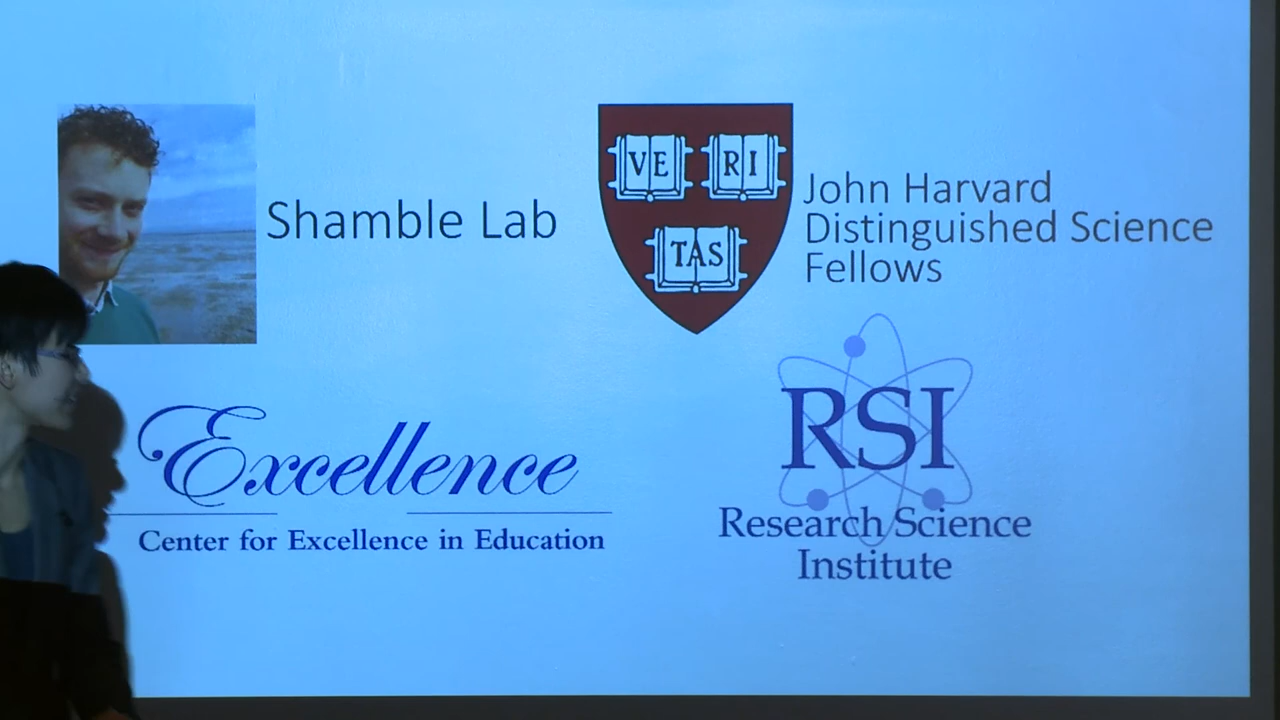 Shamble Lab
VE RI
TAS
John Harvard
Distinguished Science
Fellows
Excellence
Center for Excellence in Education
RSI
Research Science
Institute